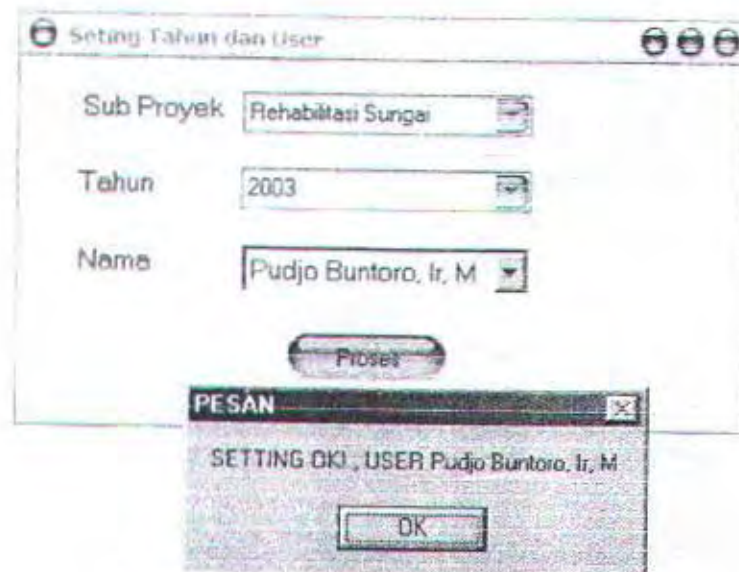 Seting Tahun dan User
Sub Proyek Rehabilitasi Sungai
Tahun 2003
Nama Pudjo Buntoro, Ir, M
Proses
PESAN
SETTING OK! , USER Pudjo Buntoro, Ir, M
OK